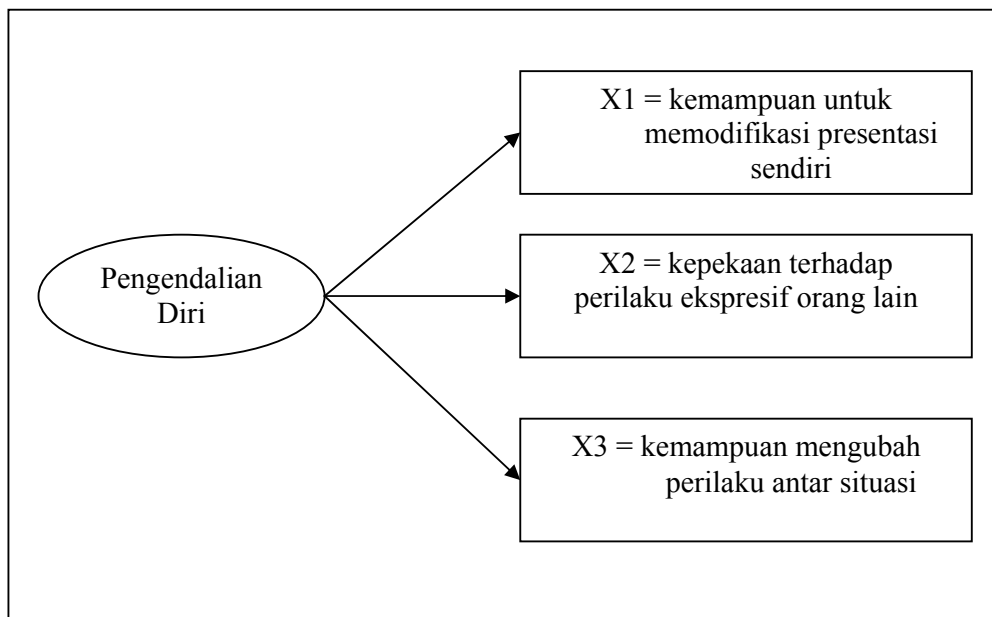 X1 = kemampuan untuk
memodifikasi presentasi
sendiri
Pengendalian
Diri
X2 = kepekaan terhadap
perilaku ekspresif orang lain
X3 = kemampuan mengubah
perilaku antar situasi